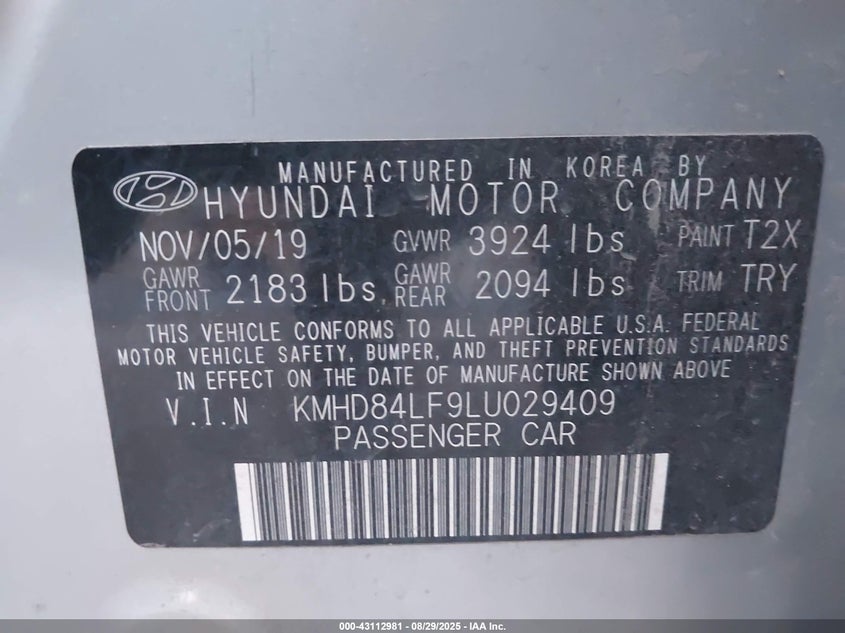 MANUFACTURED IN KOREA BY
HYUNDAI MOTOR COMPANY
NOV/05/19 GVWR 3924 lbs PAINT T2X
GAWR FRONT 2183 lbs. GAWR REAR 2094 lbs TRIM TRY
THIS VEHICLE CONFORMS TO ALL APPLICABLE U.S.A. FEDERAL
MOTOR VEHICLE SAFETY, BUMPER, AND THEFT PREVENTION STANDARDS
IN EFFECT ON THE DATE OF MANUFACTURE SHOWN ABOVE
V.I.N KMHD84LF9LU029409
PASSENGER CAR
000-43112981 - 08/29/2025 - IAA Inc.